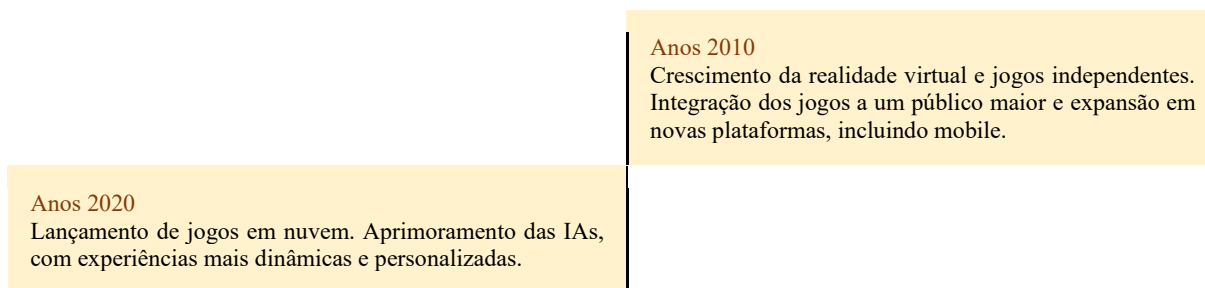 Anos 2010
Crescimento da realidade virtual e jogos independentes.
Integração dos jogos a um público maior e expansão em
novas plataformas, incluindo mobile.
Anos 2020
Lançamento de jogos em nuvem. Aprimoramento das IAs,
com experiências mais dinâmicas e personalizadas.